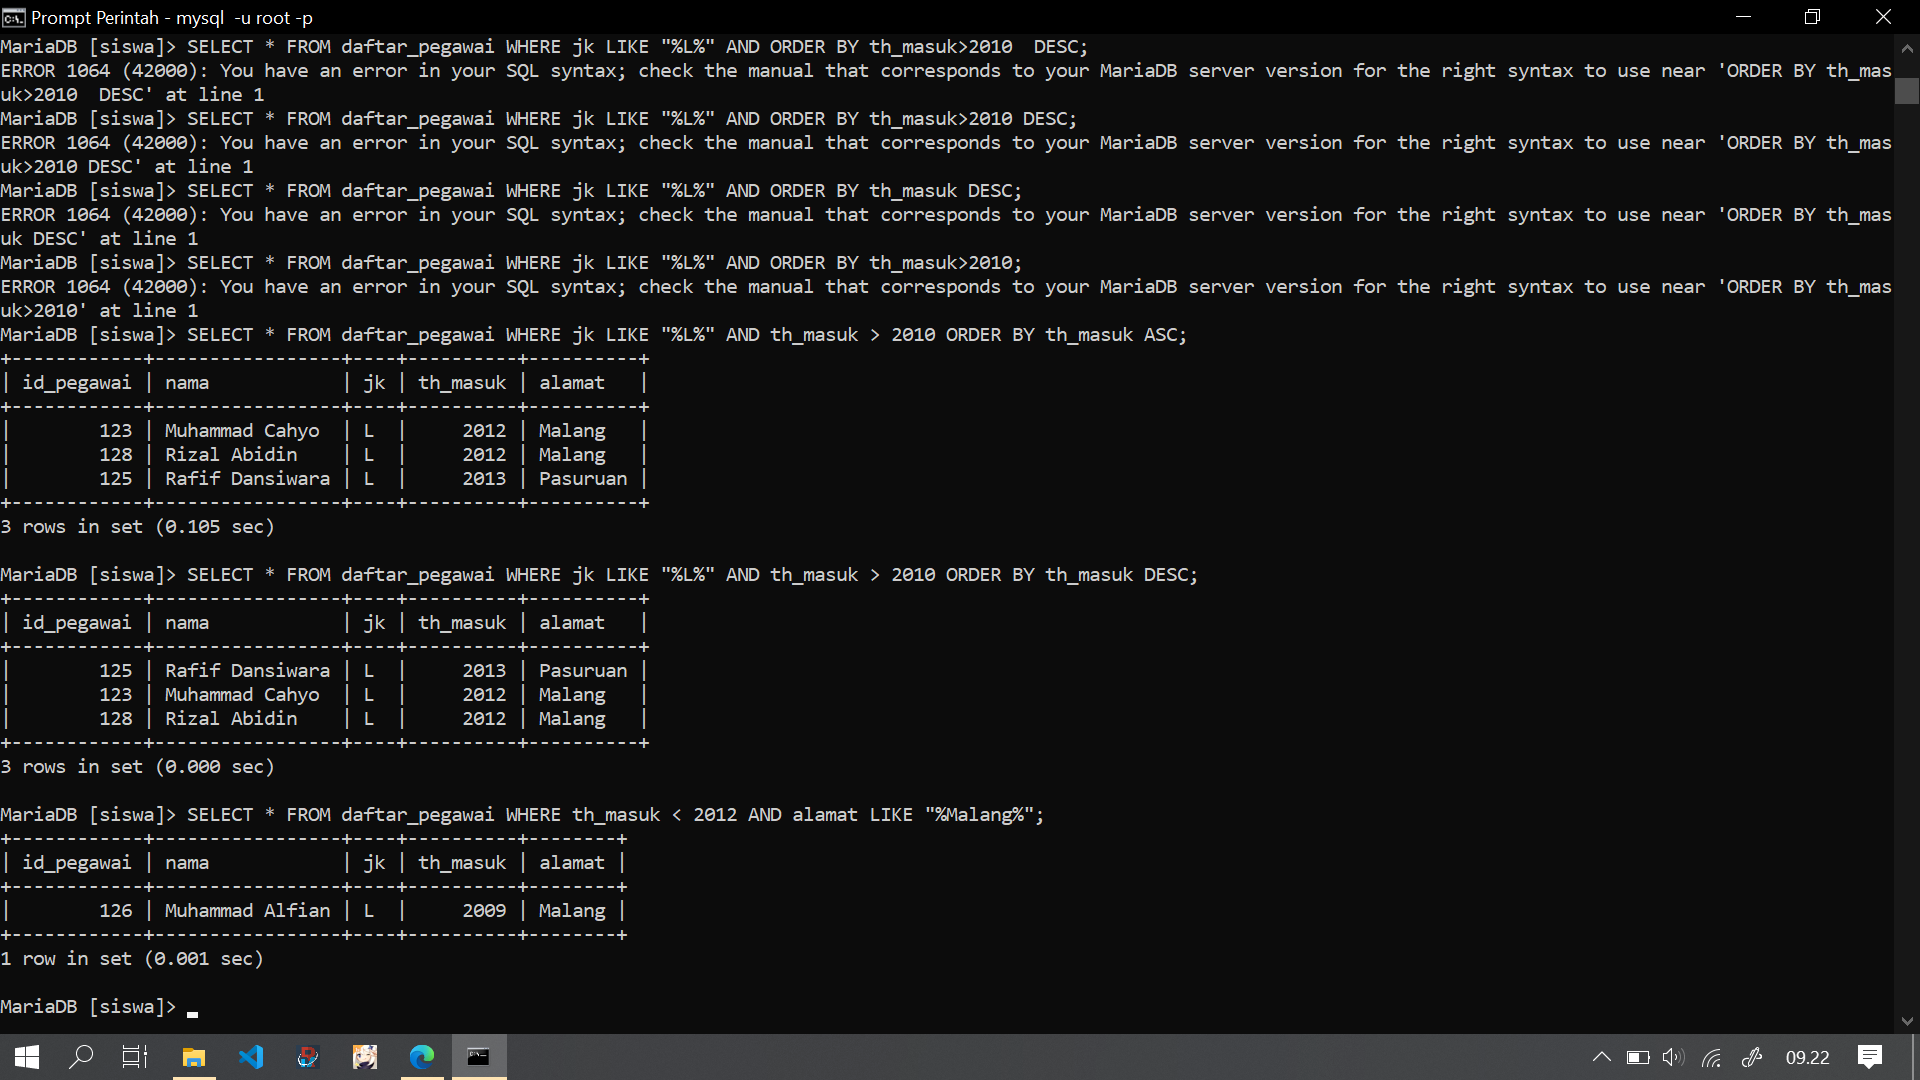 Prompt Perintah - mysql  -u root -p
MariaDB [siswa]> SELECT * FROM daftar_pegawai WHERE jk LIKE "%L%" AND ORDER BY th_masuk>2010  DESC;
ERROR 1064 (42000): You have an error in your SQL syntax; check the manual that corresponds to your MariaDB server version for the right syntax to use near 'ORDER BY th_mas
uk>2010  DESC' at line 1
MariaDB [siswa]> SELECT * FROM daftar_pegawai WHERE jk LIKE "%L%" AND ORDER BY th_masuk>2010 DESC;
ERROR 1064 (42000): You have an error in your SQL syntax; check the manual that corresponds to your MariaDB server version for the right syntax to use near 'ORDER BY th_mas
uk>2010 DESC' at line 1
MariaDB [siswa]> SELECT * FROM daftar_pegawai WHERE jk LIKE "%L%" AND ORDER BY th_masuk DESC;
ERROR 1064 (42000): You have an error in your SQL syntax; check the manual that corresponds to your MariaDB server version for the right syntax to use near 'ORDER BY th_mas
uk DESC' at line 1
MariaDB [siswa]> SELECT * FROM daftar_pegawai WHERE jk LIKE "%L%" AND ORDER BY th_masuk>2010;
ERROR 1064 (42000): You have an error in your SQL syntax; check the manual that corresponds to your MariaDB server version for the right syntax to use near 'ORDER BY th_mas
uk>2010' at line 1
MariaDB [siswa]> SELECT * FROM daftar_pegawai WHERE jk LIKE "%L%" AND th_masuk > 2010 ORDER BY th_masuk ASC;
+------------+-----------------+----+----------+----------+
| id_pegawai | nama            | jk | th_masuk | alamat   |
+------------+-----------------+----+----------+----------+
|        123 | Muhammad Cahyo  | L  |     2012 | Malang   |
|        128 | Rizal Abidin    | L  |     2012 | Malang   |
|        125 | Rafif Dansiwara | L  |     2013 | Pasuruan |
+------------+-----------------+----+----------+----------+
3 rows in set (0.105 sec)
MariaDB [siswa]> SELECT * FROM daftar_pegawai WHERE jk LIKE "%L%" AND th_masuk > 2010 ORDER BY th_masuk DESC;
+------------+-----------------+----+----------+----------+
| id_pegawai | nama            | jk | th_masuk | alamat   |
+------------+-----------------+----+----------+----------+
|        125 | Rafif Dansiwara | L  |     2013 | Pasuruan |
|        123 | Muhammad Cahyo  | L  |     2012 | Malang   |
|        128 | Rizal Abidin    | L  |     2012 | Malang   |
+------------+-----------------+----+----------+----------+
3 rows in set (0.000 sec)
MariaDB [siswa]> SELECT * FROM daftar_pegawai WHERE th_masuk < 2012 AND alamat LIKE "%Malang%";
+------------+-----------------+----+----------+--------+
| id_pegawai | nama            | jk | th_masuk | alamat |
+------------+-----------------+----+----------+--------+
|        126 | Muhammad Alfian | L  |     2009 | Malang |
+------------+-----------------+----+----------+--------+
1 row in set (0.001 sec)
MariaDB [siswa]>
09.22